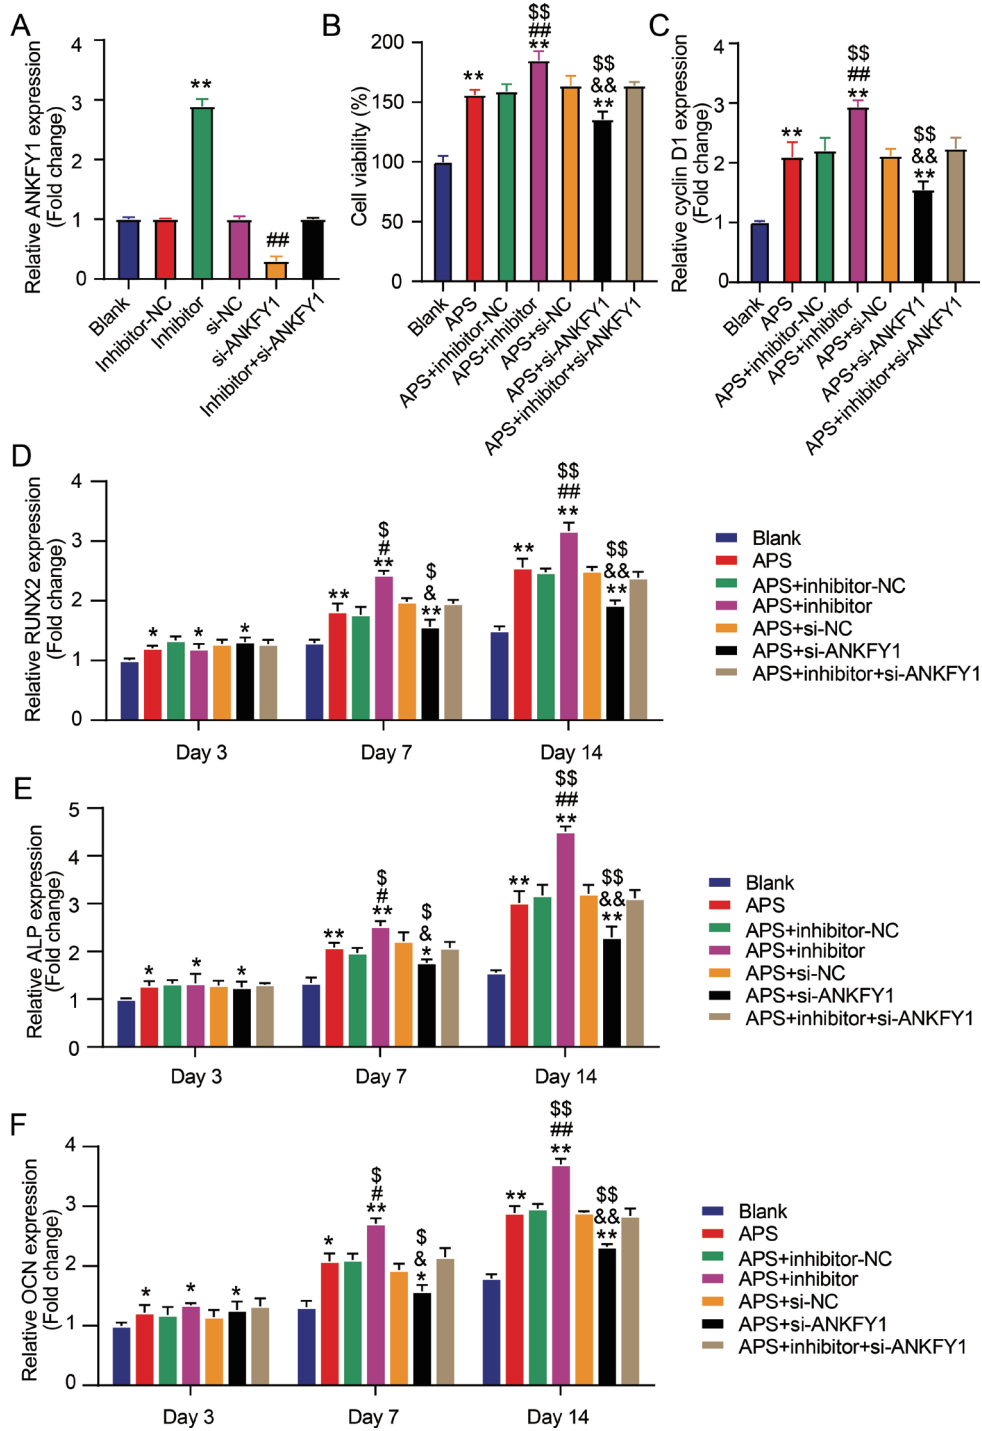 A
Relative ANKFY1 expression
(Fold change)
4
3
2
1
0
**
##
Blank
Inhibitor-NC
Inhibitor
si-NC
si-ANKFY1
Inhibitor+si-ANKFY1
B
Cell viability (%)
200
150
100
50
0
**
$$
##
**
$$
&&
**
Blank
APS
APS+inhibitor-NC
APS+inhibitor
APS+si-NC
APS+si-ANKFY1
APS+inhibitor+si-ANKFY1
C
Relative cyclin D1 expression
(Fold change)
4
3
2
1
0
**
$$
##
**
$$
&&
**
Blank
APS
APS+inhibitor-NC
APS+inhibitor
APS+si-NC
APS+si-ANKFY1
APS+inhibitor+si-ANKFY1
D
Relative RUNX2 expression
(Fold change)
4
3
2
1
0
*
*
*
**
$
#
**
$
&
**
**
$$
##
**
$$
&&
**
Day 3
Day 7
Day 14
Blank
APS
APS+inhibitor-NC
APS+inhibitor
APS+si-NC
APS+si-ANKFY1
APS+inhibitor+si-ANKFY1
E
Relative ALP expression
(Fold change)
5
4
3
2
1
0
*
*
*
**
$
#
**
$
&
*
**
$$
##
**
$$
&&
**
Day 3
Day 7
Day 14
Blank
APS
APS+inhibitor-NC
APS+inhibitor
APS+si-NC
APS+si-ANKFY1
APS+inhibitor+si-ANKFY1
F
Relative OCN expression
(Fold change)
4
3
2
1
0
*
*
*
*
$
#
**
$
&
*
**
$$
##
**
$$
&&
**
Day 3
Day 7
Day 14
Blank
APS
APS+inhibitor-NC
APS+inhibitor
APS+si-NC
APS+si-ANKFY1
APS+inhibitor+si-ANKFY1